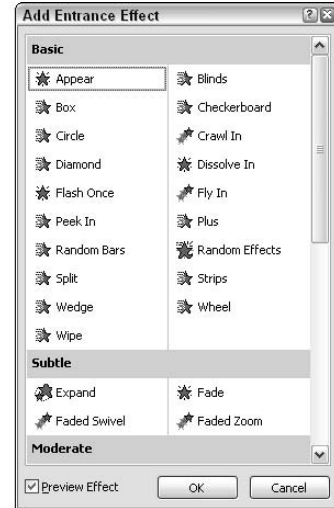 Add Entrance Effect
Basic
Appear Blinds
Box Checkerboard
Circle Crawl In
Diamond Dissolve In
Flash Once Fly In
Peek In Plus
Random Bars Random Effects
Split Strips
Wedge Wheel
Wipe
Subtle
Expand Fade
Faded Swivel Faded Zoom
Moderate
Preview Effect OK Cancel